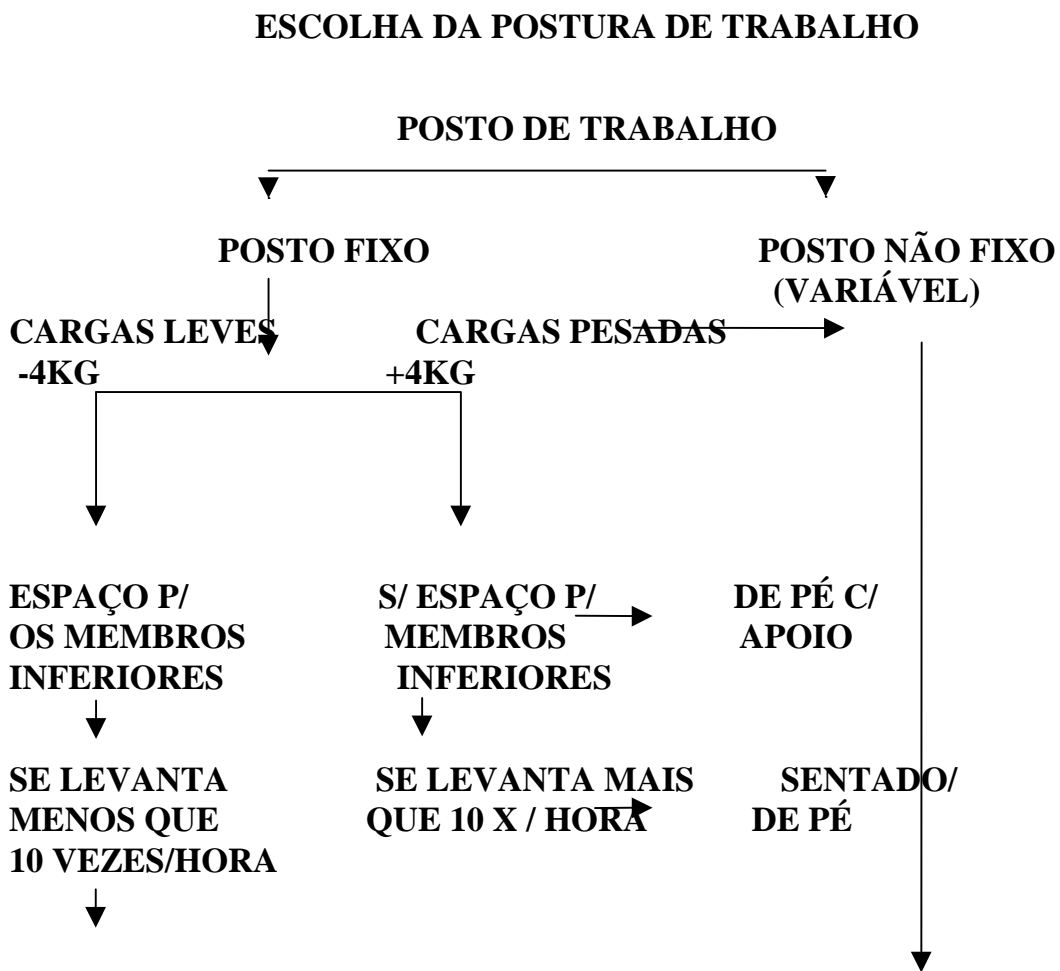 ESCOLHA DA POSTURA DE TRABALHO
POSTO DE TRABALHO
POSTO FIXO POSTO NÃO FIXO
(VARIÁVEL)
CARGAS LEVES CARGAS PESADAS
-4KG +4KG
ESPAÇO P/ S/ ESPAÇO P/ DE PÉ C/
OS MEMBROS MEMBROS APOIO
INFERIORES INFERIORES
SE LEVANTA SE LEVANTA MAIS SENTADO/
MENOS QUE QUE 10 X / HORA DE PÉ
10 VEZES/HORA